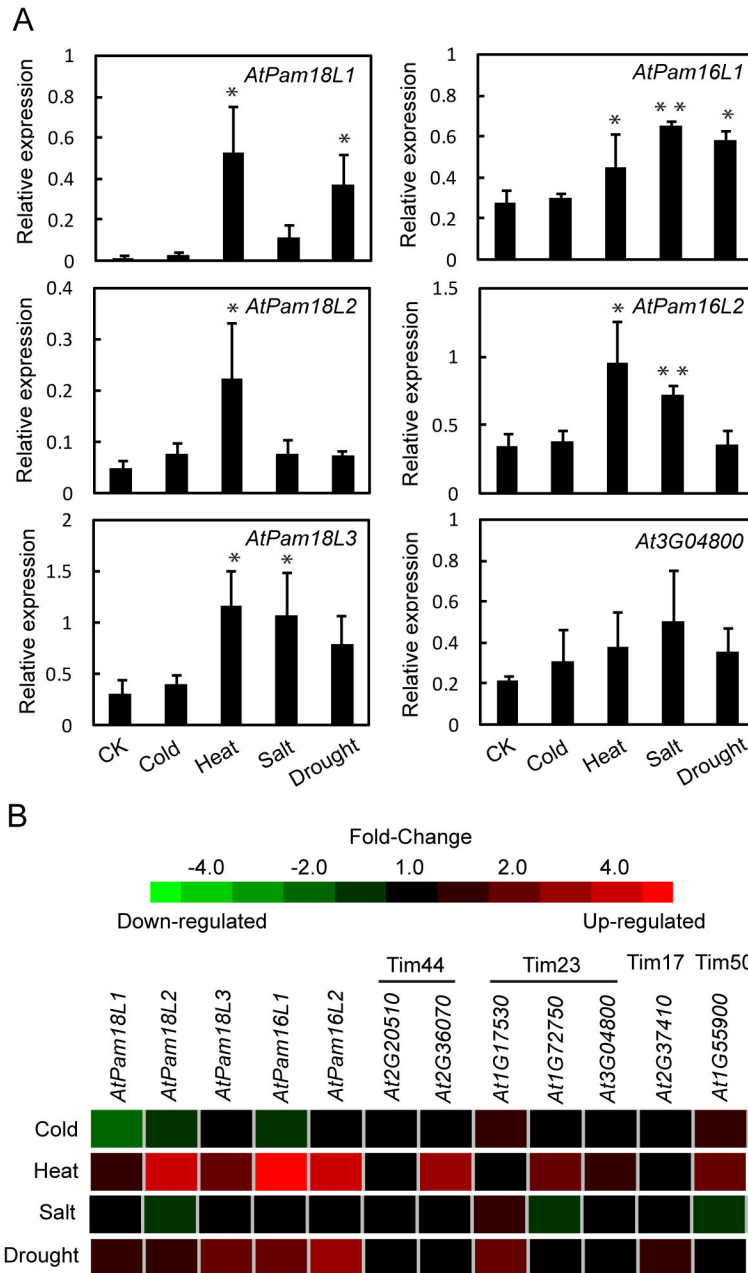 A
AtPam18L1
Relative expression
1
0.8
0.6
0.4
0.2
0
*
*
AtPam16L1
Relative expression
1
0.8
0.6
0.4
0.2
0
*
* *
*
AtPam18L2
Relative expression
0.4
0.3
0.2
0.1
0
*
AtPam16L2
Relative expression
1.5
1
0.5
0
*
* *
AtPam18L3
Relative expression
2
1.5
1
0.5
0
*
*
CK
Cold
Heat
Salt
Drought
At3G04800
Relative expression
1
0.8
0.6
0.4
0.2
0
CK
Cold
Heat
Salt
Drought
B
Fold-Change
-4.0 -2.0 1.0 2.0 4.0
Down-regulated Up-regulated
Tim44 Tim23 Tim17 Tim50
AtPam18L1
AtPam18L2
AtPam18L3
AtPam16L1
AtPam16L2
At2G20510
At2G36070
At1G17530
At1G72750
At3G04800
At2G37410
At1G55900
Cold
Heat
Salt
Drought